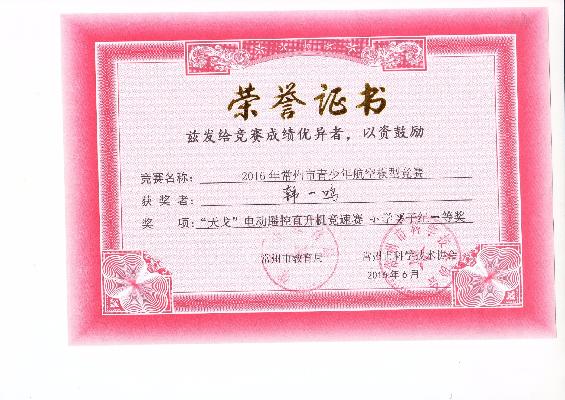 荣誉证书
兹发给竞赛成绩优异者，以资鼓励
竞赛名称： 2016年常州市青少年航空模型竞赛
获奖者： 韩一鸣
奖项：“天戈”电动遥控直升机竞速赛 小学男子组一等奖
常州市教育局 常州市科学技术协会
2016年6月